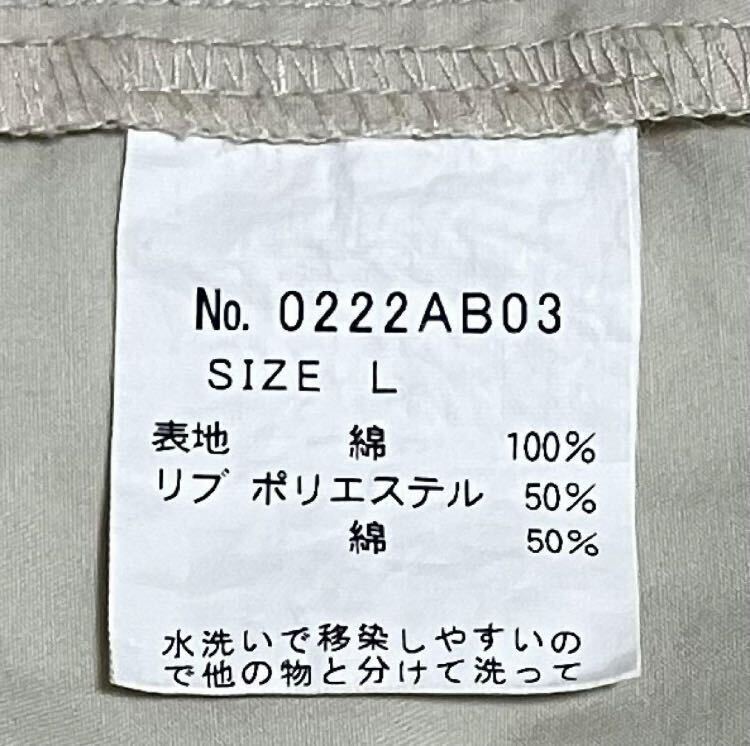 No. 0222AB03
SIZE L
表地 綿 100%
リブ ポリエステル 50%
綿 50%
水洗いで移染しやすいの
で他の物と分けて洗って